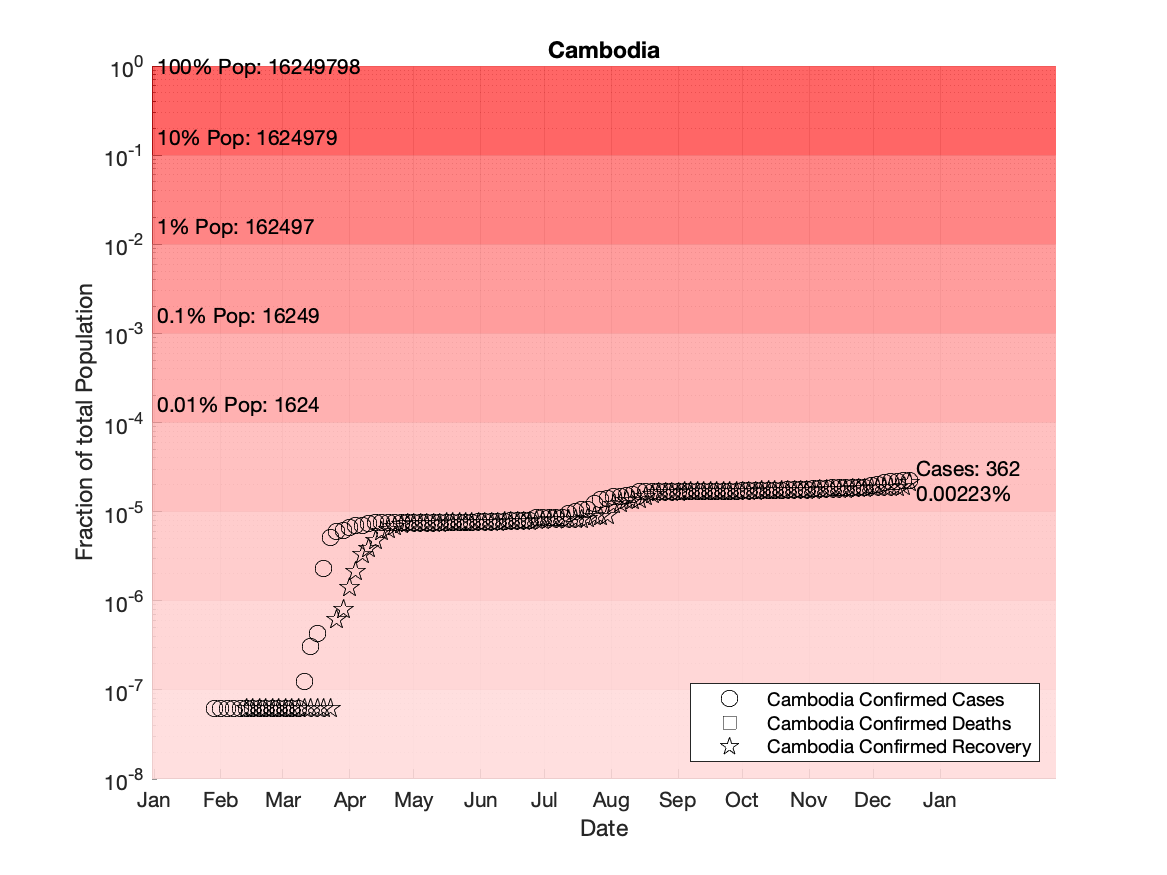 Cambodia
10^0
100% Pop: 16249798
10% Pop: 1624979
10^-1
1% Pop: 162497
10^-2
0.1% Pop: 16249
10^-3
0.01% Pop: 1624
10^-4
Cases: 362
0.00223%
10^-5
10^-6
10^-7
10^-8
Fraction of total Population
Cambodia Confirmed Cases
Cambodia Confirmed Deaths
Cambodia Confirmed Recovery
Jan Feb Mar Apr May Jun Jul Aug Sep Oct Nov Dec Jan
Date